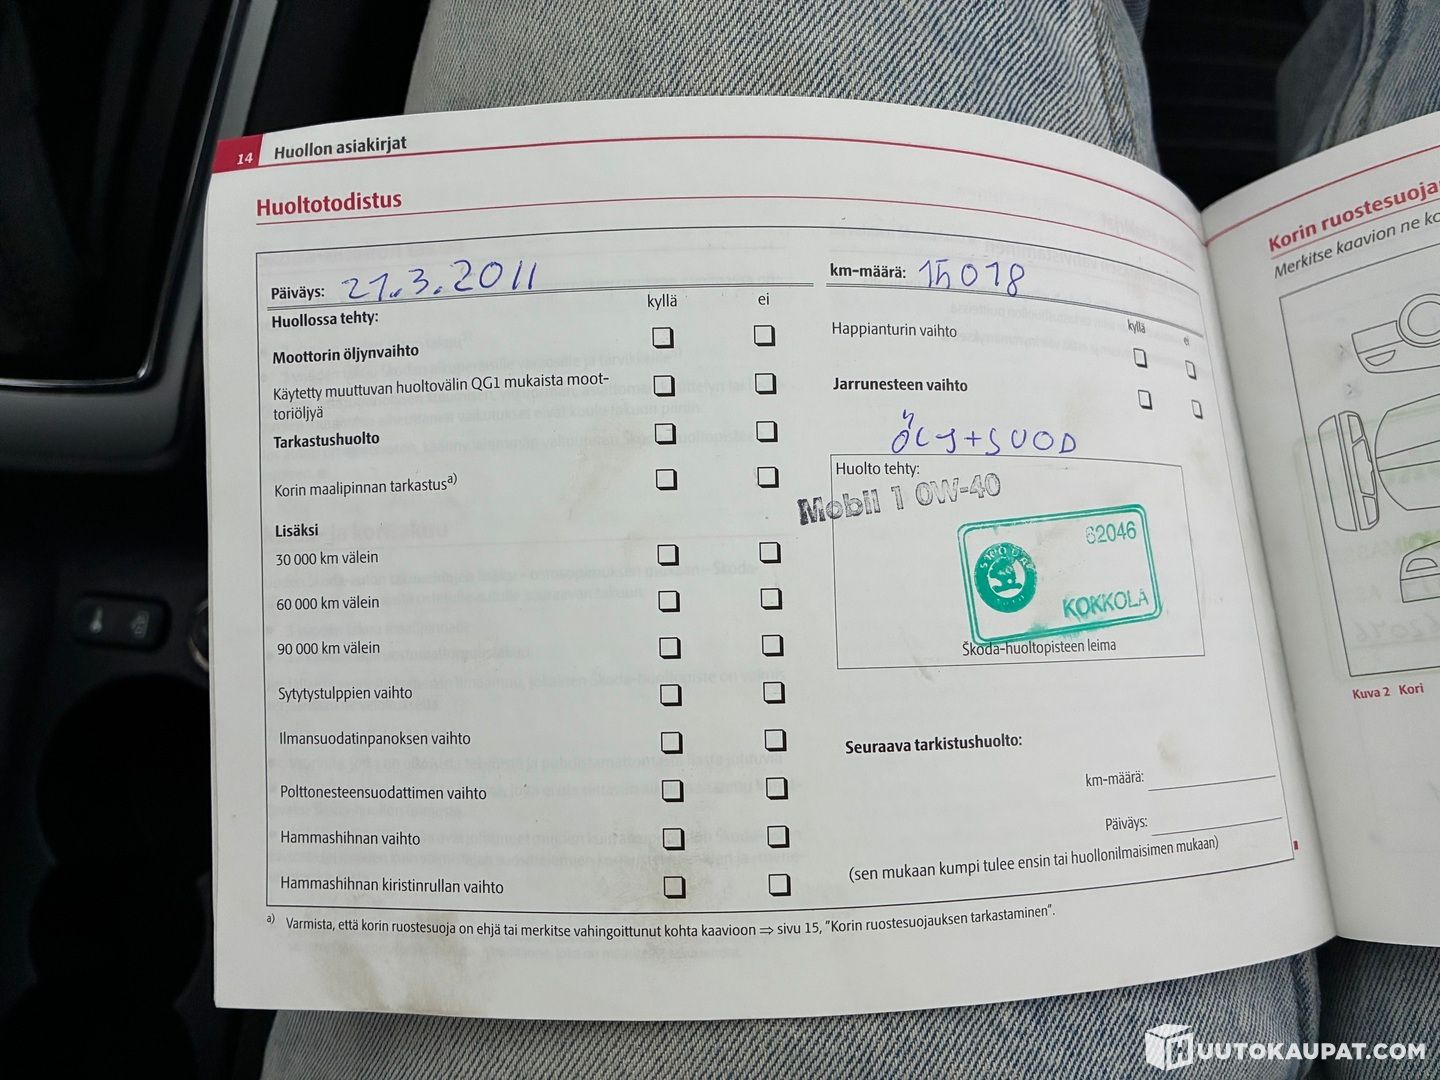 14 Huollon asiakirjat
Huoltotodistus
Päiväys: 21.3.2011
Huollossa tehty:
kyllä ei
Moottorin öljynvaihto
Käytetty muuttuvan huoltovälin QG1 mukaista moot-
toriöljyä
Tarkastushuolto
Korin maalipinnan tarkastus a)
Lisäksi
30 000 km välein
60 000 km välein
90 000 km välein
Sytytystulppien vaihto
Ilmansuodatinpanoksen vaihto
Polttonesteensuodattimen vaihto
Hammashihnan vaihto
Hammashihnan kiristinrullan vaihto
km-määrä: 15018
kyllä ei
Happianturin vaihto
Jarrunesteen vaihto
ÖLJ+SUOD
Huolto tehty:
Mobil 1 0W-40
62046
KOKKOLA
Škoda-huoltopisteen leima
Seuraava tarkistushuolto:
km-määrä:
Päiväys:
(sen mukaan kumpi tulee ensin tai huollonilmaisimen mukaan)
a) Varmista, että korin ruostesuoja on ehjä tai merkitse vahingoittunut kohta kaavioon ⇒ sivu 15, "Korin ruostesuojauksen tarkastaminen".
Korin ruostesuoja
Merkitse kaavion ne ko
Kuva 2 Kori
HUUTOKAUPAT.COM